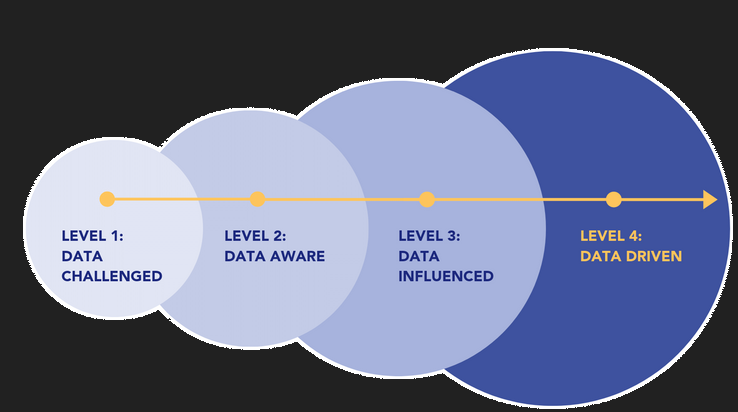 LEVEL 1:
DATA
CHALLENGED
LEVEL 2:
DATA AWARE
LEVEL 3:
DATA
INFLUENCED
LEVEL 4:
DATA DRIVEN